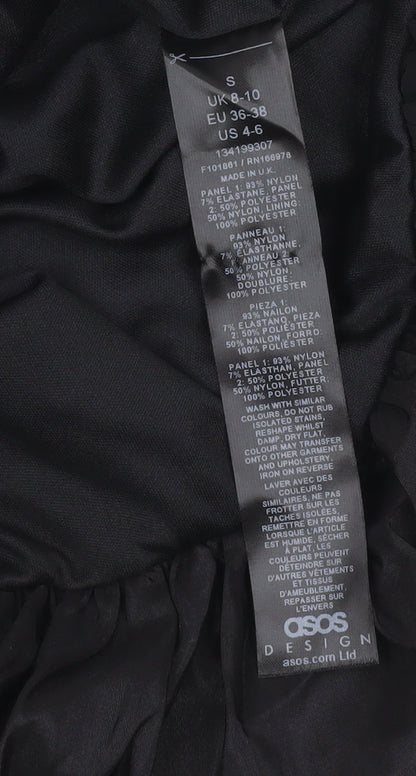 S
UK 8-10
EU 36-38
US 4-6
134199307
F101661 / RN166978
MADE IN U.K.
PANEL 1: 93% NYLON
7% ELASTANE, PANEL
2: 50% POLYESTER
50% NYLON, LINING:
100% POLYESTER
PANNEAU 1:
93% NYLON
7% ÉLASTHANNE,
PANNEAU 2:
50% POLYESTER
50% NYLON,
DOUBLURE:
100% POLYESTER
PIEZA 1:
93% NAILON
7% ELASTANO, PIEZA
2: 50% POLIÉSTER
50% NAILON, FORRO:
100% POLIÉSTER
PANEL 1: 93% NYLON
7% ELASTHAN, PANEL
2: 50% POLYESTER
50% NYLON, FUTTER:
100% POLYESTER
WASH WITH SIMILAR
COLOURS, DO NOT RUB
ISOLATED STAINS,
RESHAPE WHILST
DAMP, DRY FLAT.
COLOUR MAY TRANSFER
ONTO OTHER GARMENTS
AND UPHOLSTERY,
IRON ON REVERSE
LAVER AVEC DES
COULEURS
SIMILAIRES, NE PAS
FROTTER SUR LES
TACHES ISOLÉES,
REMETTRE EN FORME
LORSQUE L'ARTICLE
EST HUMIDE, SÉCHER
À PLAT, LES
COULEURS PEUVENT
DÉTEINDRE SUR
D'AUTRES VÊTEMENTS
ET TISSUS
D'AMEUBLEMENT,
REPASSER SUR
L'ENVERS
asos
DESIGN
asos.com Ltd